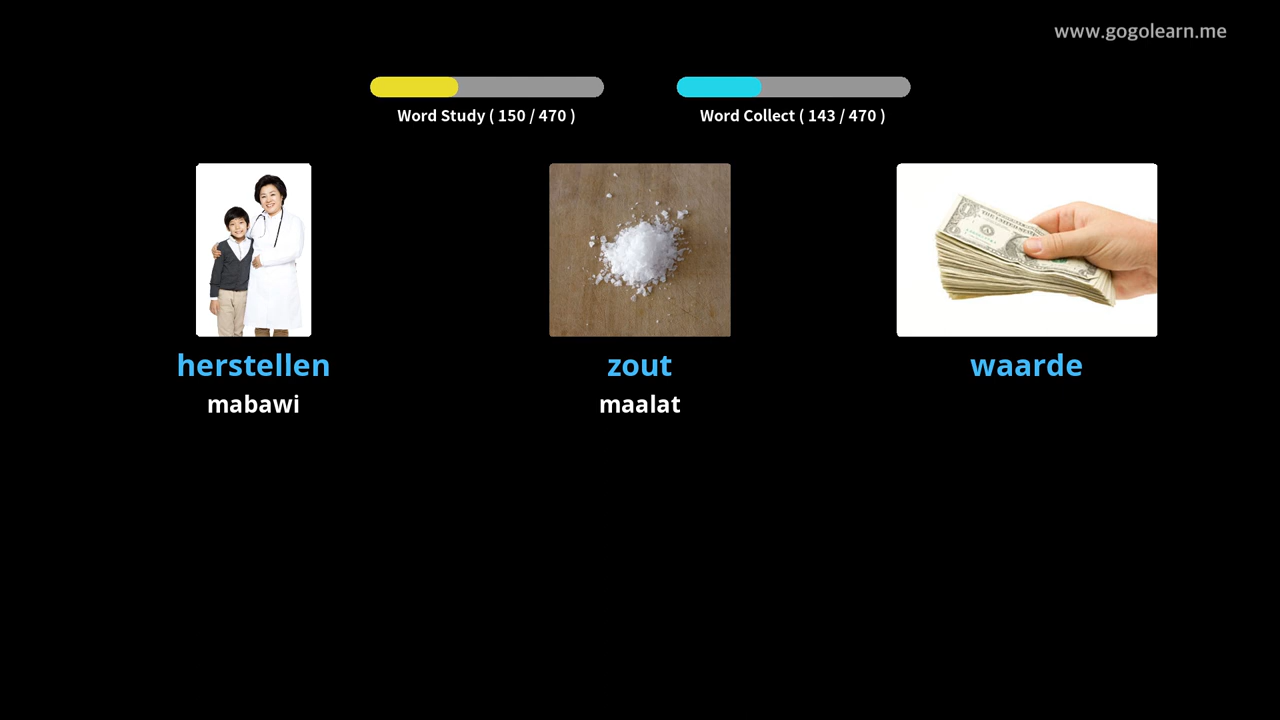 www.gogolearn.me
Word Study ( 150 / 470 )
Word Collect ( 143 / 470 )
herstellen
mabawi
zout
maalat
waarde